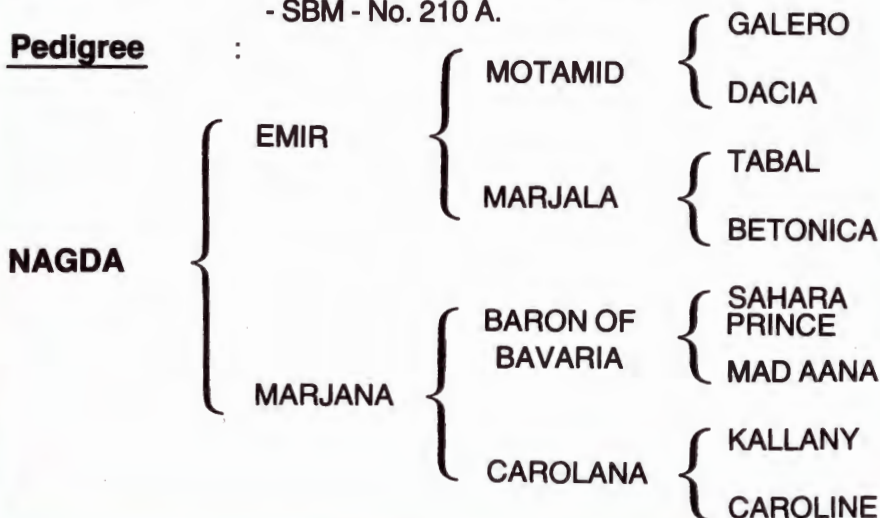 - SBM - No. 210 A.
Pedigree :
GALERO
MOTAMID
DACIA
EMIR
TABAL
MARJALA
BETONICA
NAGDA
SAHARA
PRINCE
BARON OF
BAVARIA
MAD AANA
MARJANA
KALLANY
CAROLANA
CAROLINE